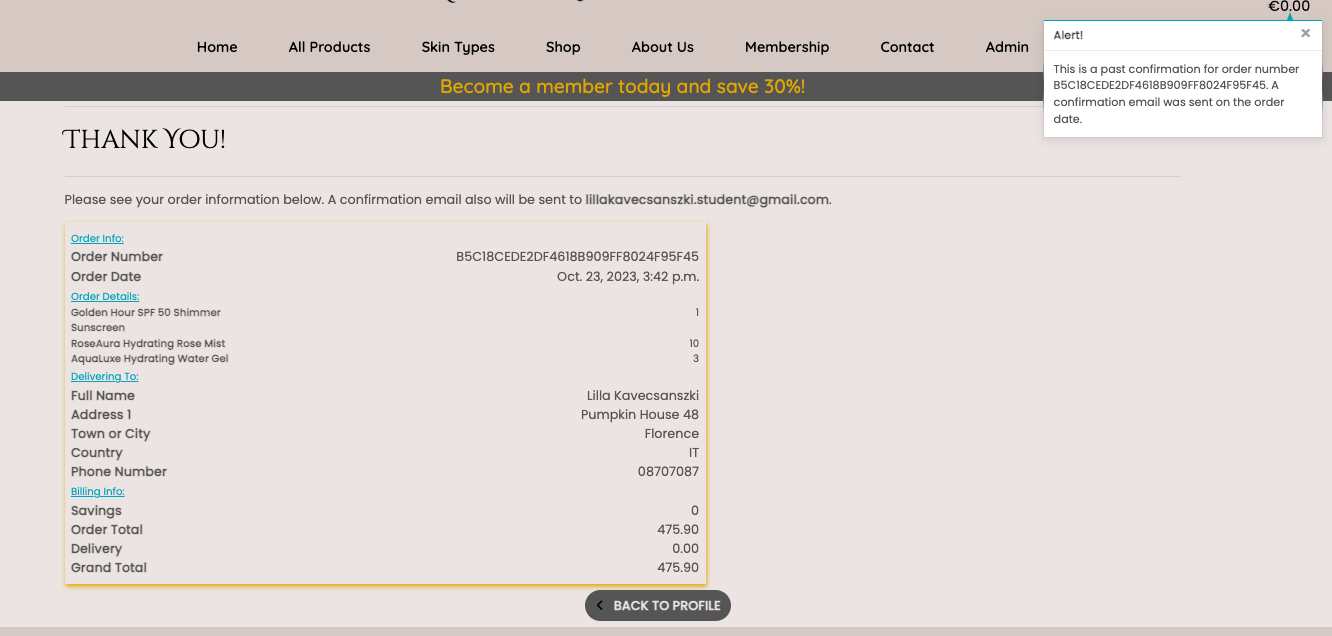 €0.00
Home All Products Skin Types Shop About Us Membership Contact Admin
Alert! ×
This is a past confirmation for order number
B5C18CEDE2DF4618B909FF8024F95F45. A
confirmation email was sent on the order
date.
Become a member today and save 30%!
THANK YOU!
Please see your order information below. A confirmation email also will be sent to lillakavecsanszki.student@gmail.com.
Order Info:
Order Number B5C18CEDE2DF4618B909FF8024F95F45
Order Date Oct. 23, 2023, 3:42 p.m.
Order Details:
Golden Hour SPF 50 Shimmer 1
Sunscreen
RoseAura Hydrating Rose Mist 10
AquaLuxe Hydrating Water Gel 3
Delivering To:
Full Name Lilla Kavecsanszki
Address 1 Pumpkin House 48
Town or City Florence
Country IT
Phone Number 08707087
Billing Info:
Savings 0
Order Total 475.90
Delivery 0.00
Grand Total 475.90
BACK TO PROFILE